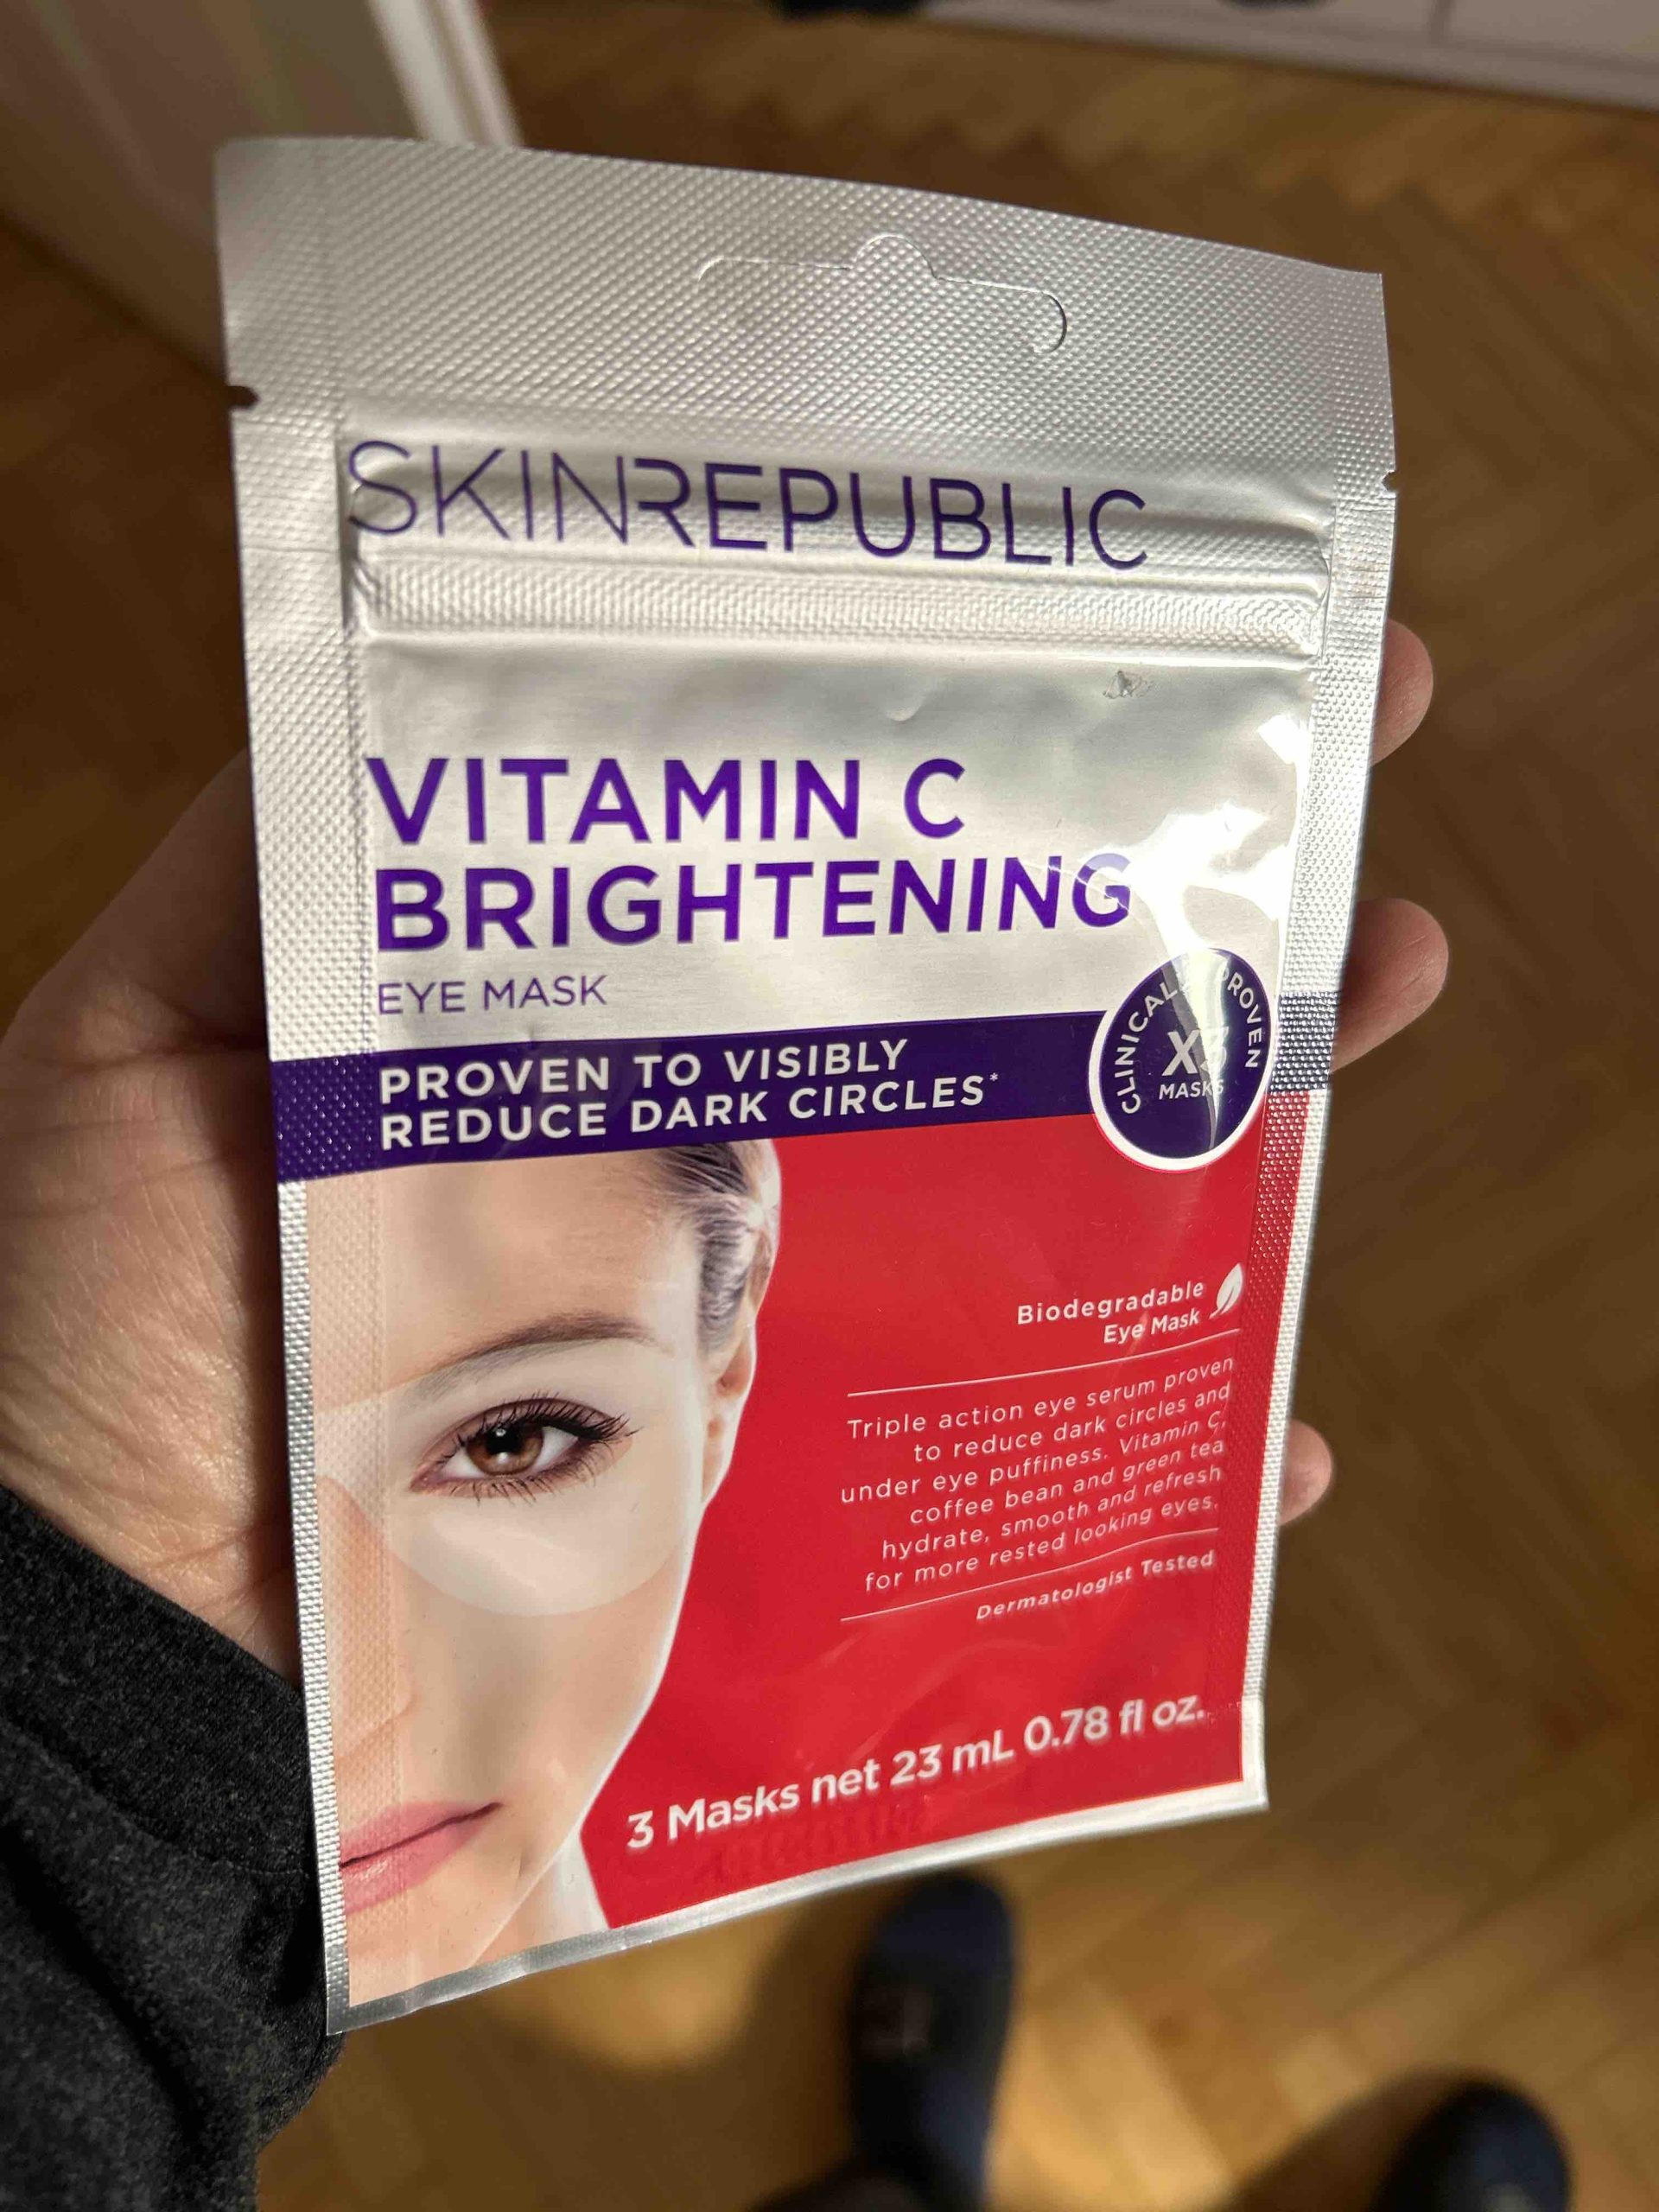 SKINREPUBLIC
VITAMIN C
BRIGHTENING
EYE MASK
PROVEN TO VISIBLY
REDUCE DARK CIRCLES*
CLINICALLY PROVEN
X3
MASKS
Biodegradable
Eye Mask
Triple action eye serum proven
to reduce dark circles and
under eye puffiness. Vitamin C,
coffee bean and green tea
hydrate, smooth and refresh
for more rested looking eyes.
Dermatologist Tested
3 Masks net 23 mL 0.78 fl oz.